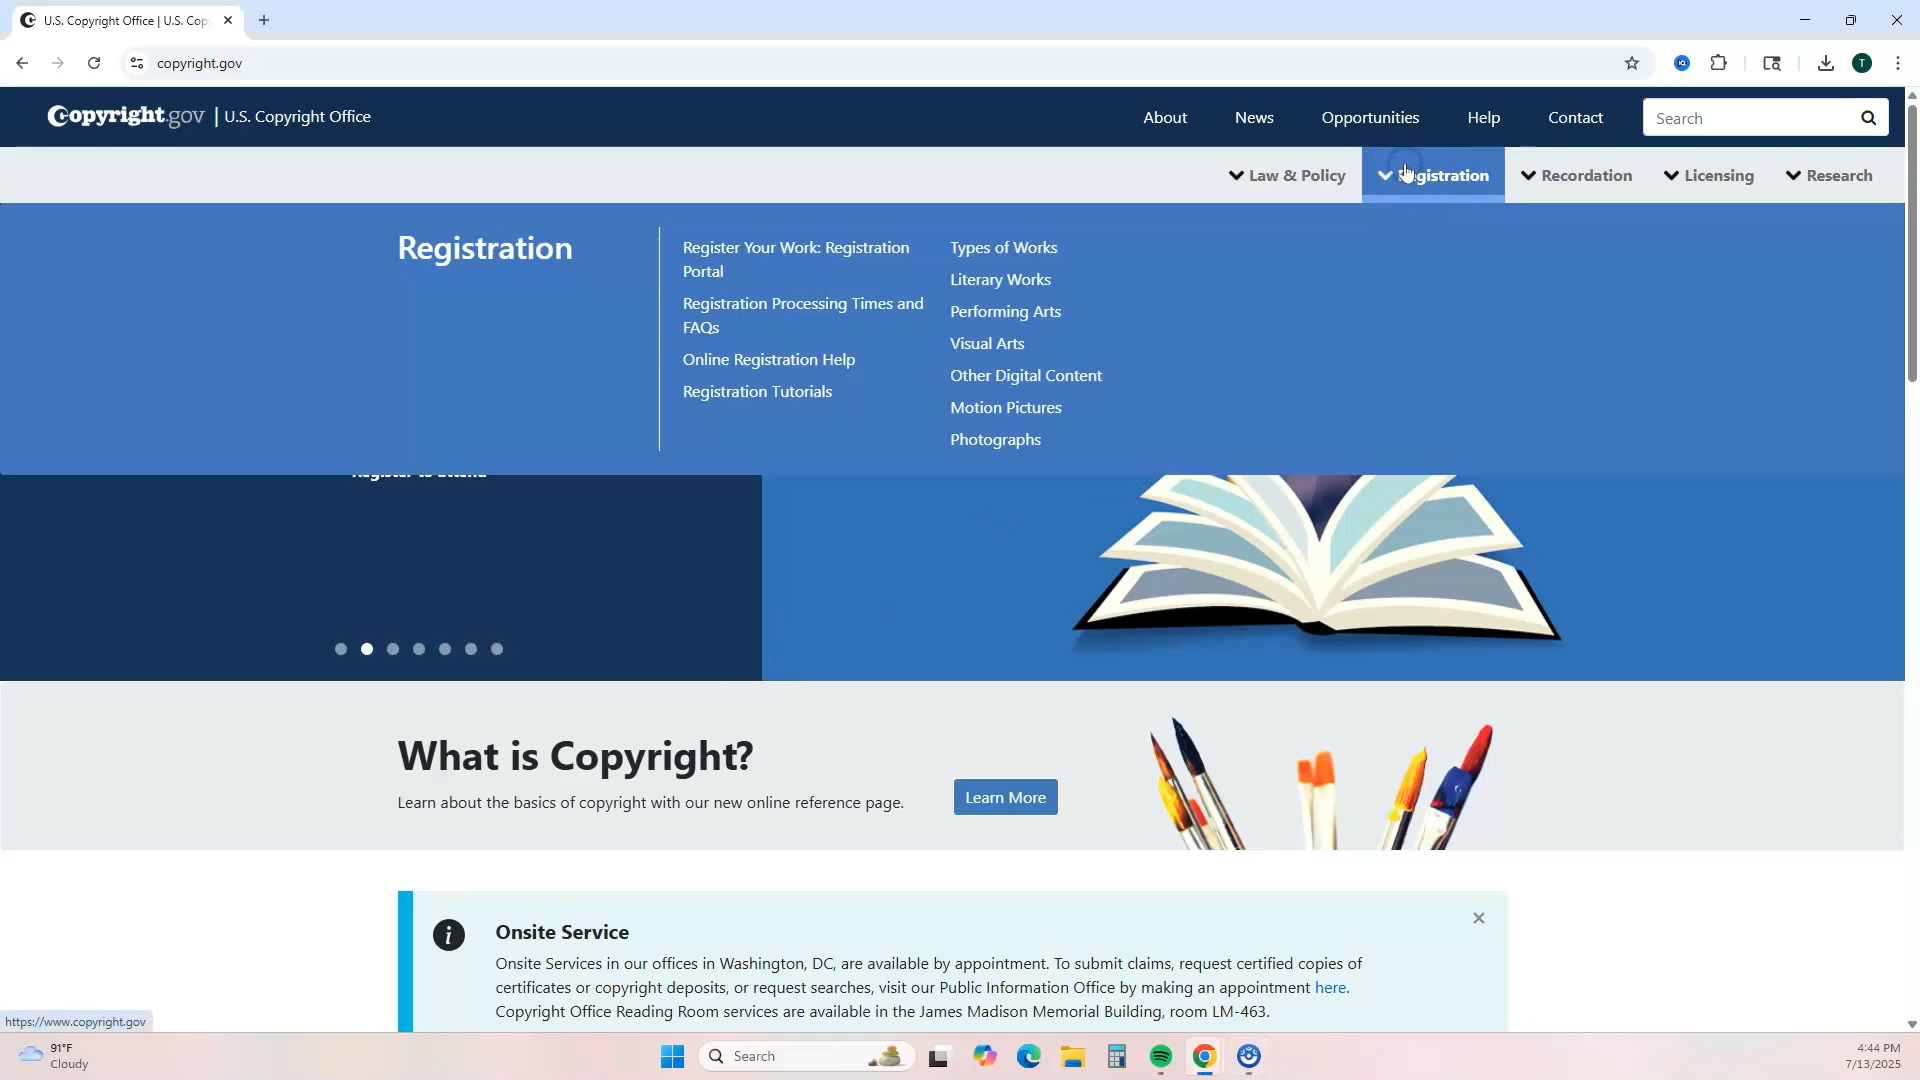 U.S. Copyright Office | U.S. Cop
copyright.gov
T
Copyright.gov | U.S. Copyright Office
About
News
Opportunities
Help
Contact
Search
Law & Policy
Registration
Recordation
Licensing
Research
Registration
Register Your Work: Registration
Portal
Registration Processing Times and
FAQs
Online Registration Help
Registration Tutorials
Types of Works
Literary Works
Performing Arts
Visual Arts
Other Digital Content
Motion Pictures
Photographs
Register to attend
What is Copyright?
Learn about the basics of copyright with our new online reference page.
Learn More
Onsite Service
Onsite Services in our offices in Washington, DC, are available by appointment. To submit claims, request certified copies of
certificates or copyright deposits, or request searches, visit our Public Information Office by making an appointment here.
Copyright Office Reading Room services are available in the James Madison Memorial Building, room LM-463.
https://www.copyright.gov
91°F
Cloudy
Search
4:44 PM
7/13/2025